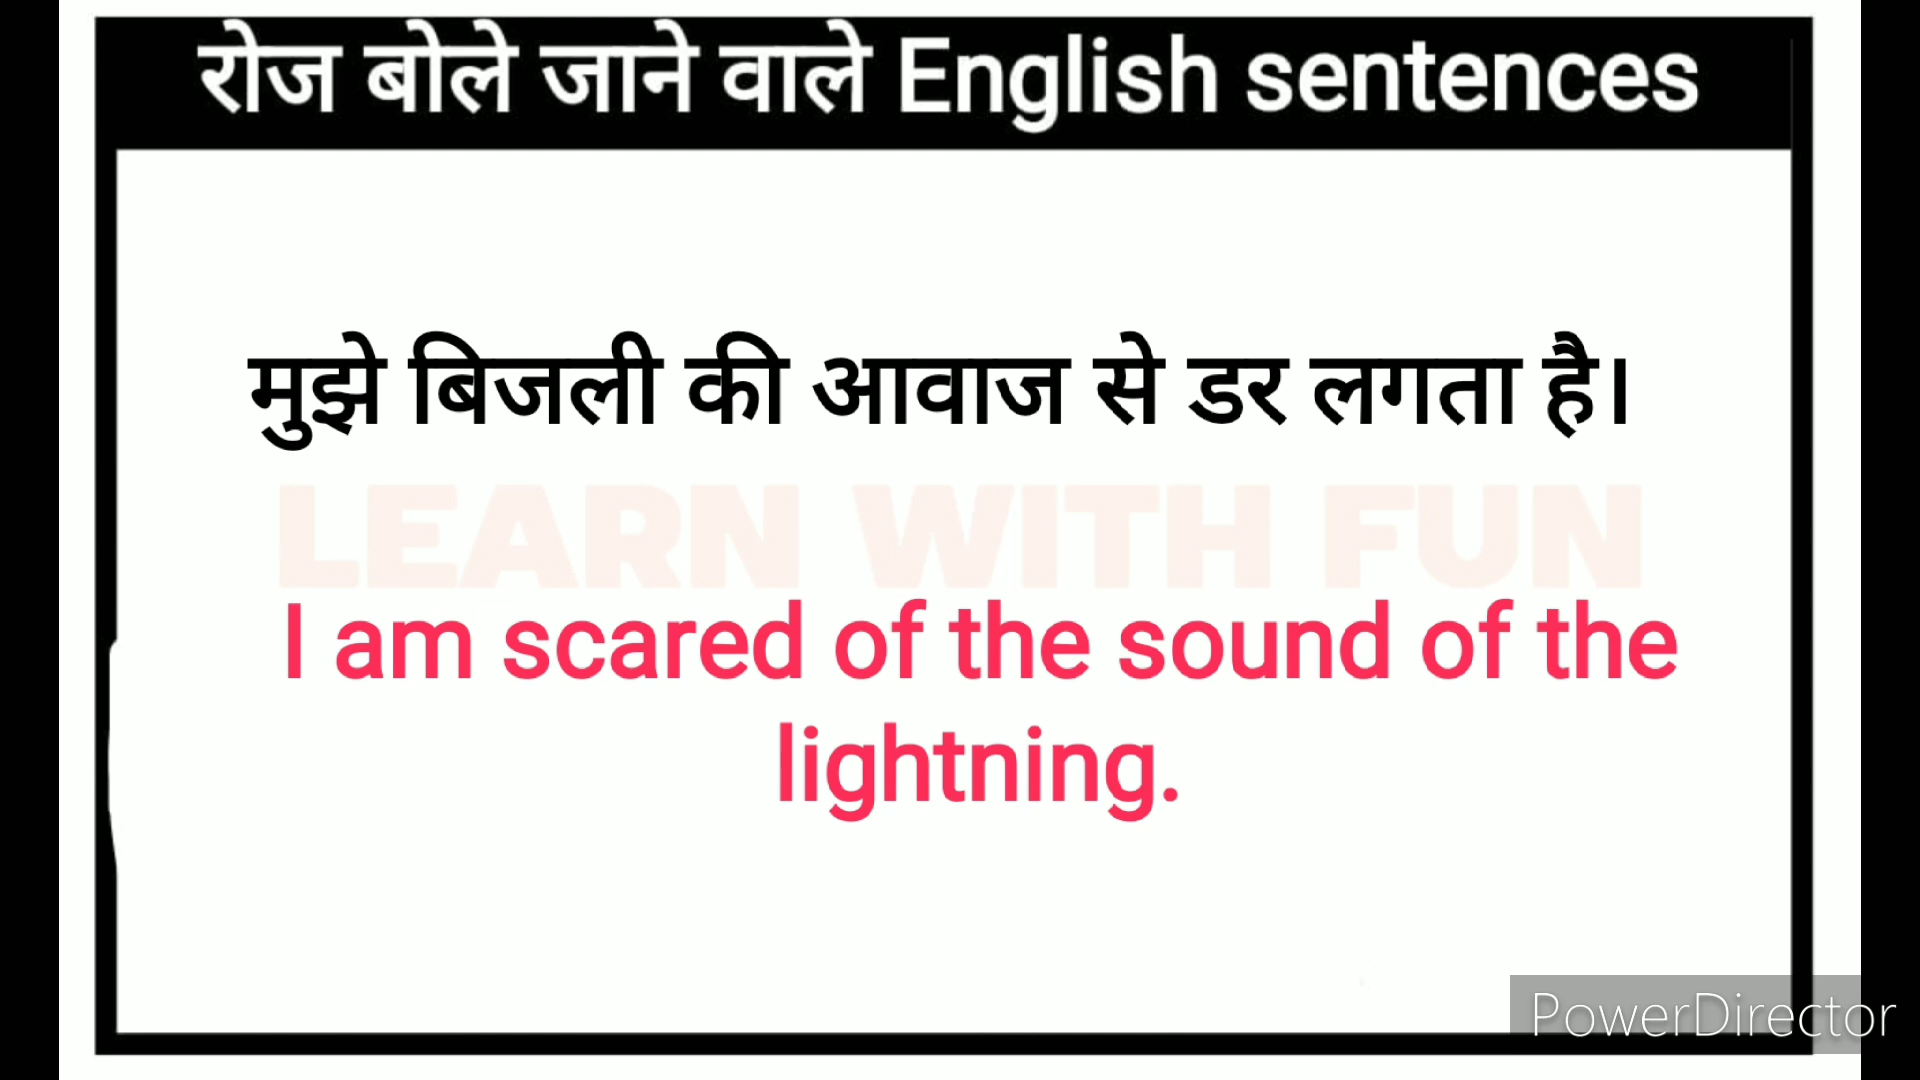 रोज बोले जाने वाले English sentences
मुझे बिजली की आवाज से डर लगता है।
LEARN WITH FUN
I am scared of the sound of the
lightning.
PowerDirector